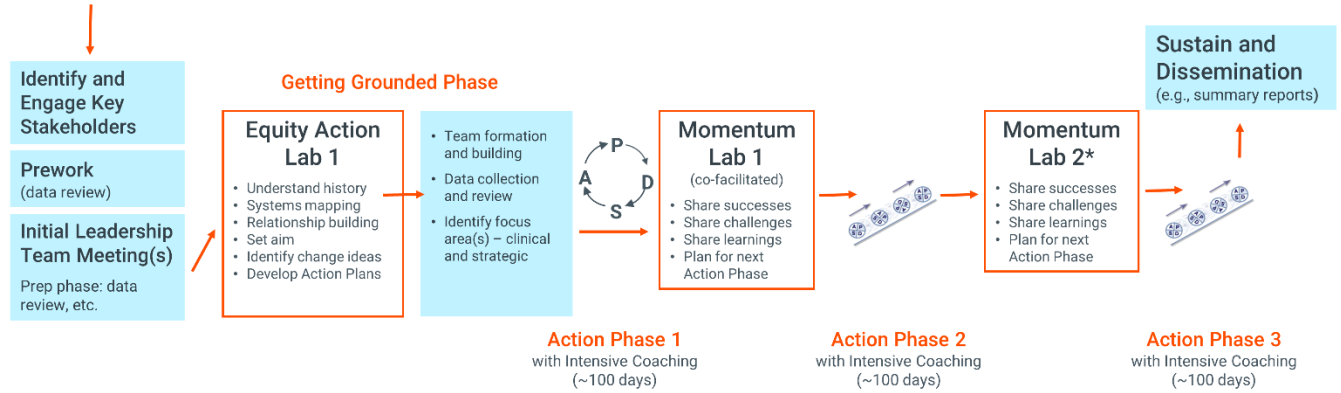 Identify and
Engage Key
Stakeholders
Prework
(data review)
Initial Leadership
Team Meeting(s)
Prep phase: data
review, etc.
Getting Grounded Phase
Equity Action
Lab 1
• Understand history
• Systems mapping
• Relationship building
• Set aim
• Identify change ideas
• Develop Action Plans
• Team formation
and building
• Data collection
and review
• Identify focus
area(s) – clinical
and strategic
P
A D
S
Momentum
Lab 1
(co-facilitated)
• Share successes
• Share challenges
• Share learnings
• Plan for next
Action Phase
Momentum
Lab 2*
• Share successes
• Share challenges
• Share learnings
• Plan for next
Action Phase
Sustain and
Dissemination
(e.g., summary reports)
Action Phase 1
with Intensive Coaching
(~100 days)
Action Phase 2
with Intensive Coaching
(~100 days)
Action Phase 3
with Intensive Coaching
(~100 days)